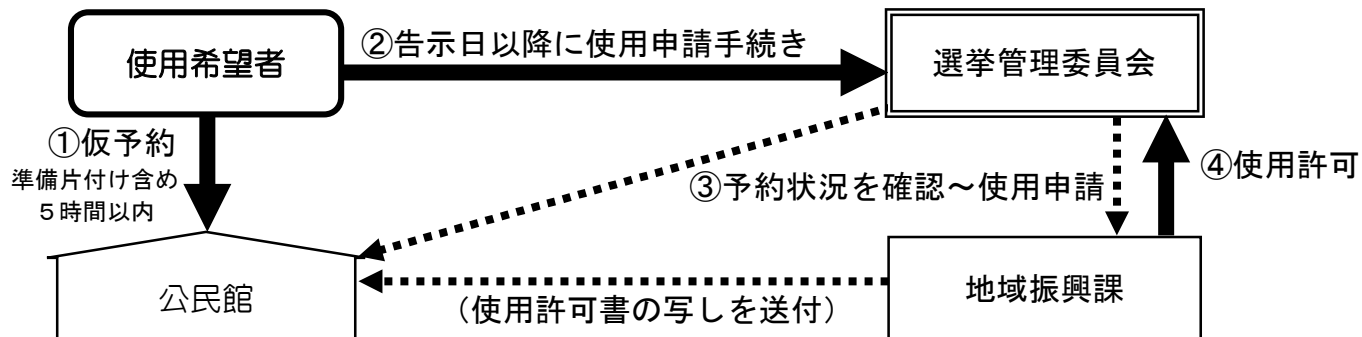 使用希望者
②告示日以降に使用申請手続き
選挙管理委員会
①仮予約
準備片付け含め
５時間以内
③予約状況を確認～使用申請
④使用許可
公民館
（使用許可書の写しを送付）
地域振興課